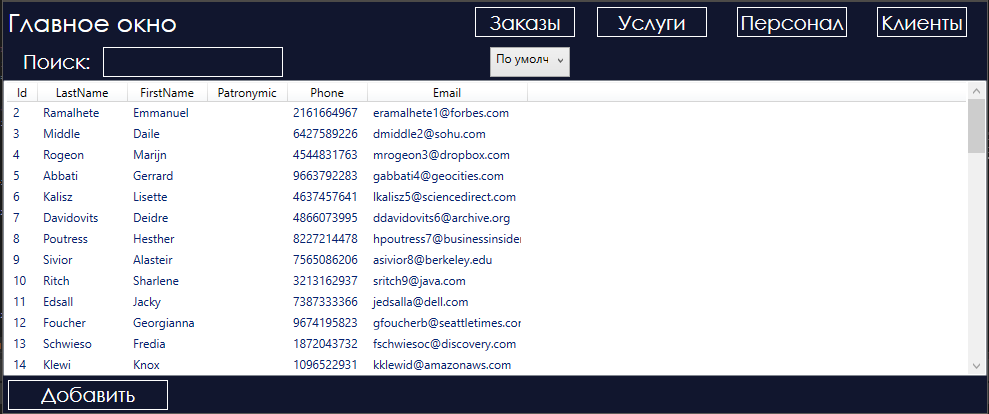 Главное окно Заказы Услуги Персонал Клиенты
Поиск: По умолч
Id LastName FirstName Patronymic Phone Email
2 Ramalhete Emmanuel 2161664967 eramalhete1@forbes.com
3 Middle Daile 6427589226 dmiddle2@sohu.com
4 Rogeon Marijn 4544831763 mrogeon3@dropbox.com
5 Abbati Gerrard 9663792283 gabbati4@geocities.com
6 Kalisz Lisette 4637457641 lkalisz5@sciencedirect.com
7 Davidovits Deidre 4866073995 ddavidovits6@archive.org
8 Poutress Hesther 8227214478 hpoutress7@businessinsider
9 Sivior Alasteir 7565086206 asivior8@berkeley.edu
10 Ritch Sharlene 3213162937 sritch9@java.com
11 Edsall Jacky 7387333366 jedsalla@dell.com
12 Foucher Georgianna 9674195823 gfoucherb@seattletimes.cor
13 Schwieso Fredia 1872043732 fschwiesoc@discovery.com
14 Klewi Knox 1096522931 kklewid@amazonaws.com
Добавить